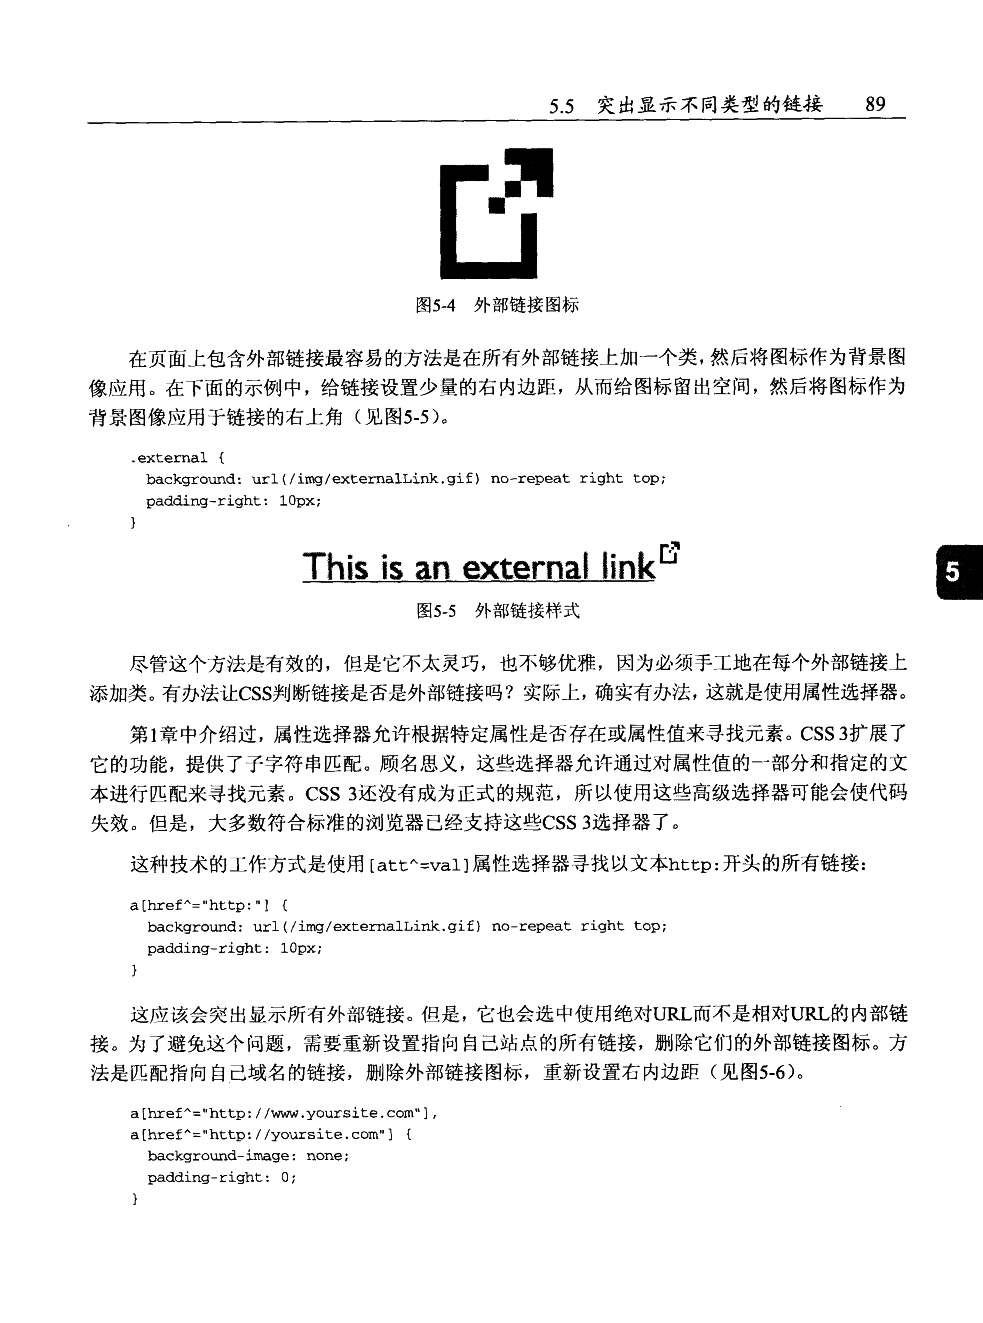 5.5 突出显示不同类型的链接 89
图5-4 外部链接图标
在页面上包含外部链接最容易的方法是在所有外部链接上加一个类,然后将图标作为背景图
像应用。在下面的示例中，给链接设置少量的右内边距，从而给图标留出空间，然后将图标作为
背景图像应用于链接的右上角（见图5-5）。
.external {
background: url(/img/externalLink.gif) no-repeat right top;
padding-right: 10px;
}
This is an external link
5
图5-5 外部链接样式
尽管这个方法是有效的，但是它不太灵巧，也不够优雅，因为必须手工地在每个外部链接上
添加类。有办法让CSS判断链接是否是外部链接吗？实际上，确实有办法，这就是使用属性选择器。
第1章中介绍过，属性选择器允许根据特定属性是否存在或属性值来寻找元素。CSS 3扩展了
它的功能，提供了子字符串匹配。顾名思义，这些选择器允许通过对属性值的一部分和指定的文
本进行匹配来寻找元素。CSS 3还没有成为正式的规范，所以使用这些高级选择器可能会使代码
失效。但是，大多数符合标准的浏览器已经支持这些CSS 3选择器了。
这种技术的工作方式是使用[att^=val]属性选择器寻找以文本http:开头的所有链接：
a[href^="http:"] {
background: url(/img/externalLink.gif) no-repeat right top;
padding-right: 10px;
}
这应该会突出显示所有外部链接。但是，它也会选中使用绝对URL而不是相对URL的内部链
接。为了避免这个问题，需要重新设置指向自己站点的所有链接，删除它们的外部链接图标。方
法是匹配指向自己域名的链接，删除外部链接图标，重新设置右内边距（见图5-6）。
a[href^="http://www.yoursite.com"],
a[href^="http://yoursite.com"] {
background-image: none;
padding-right: 0;
}